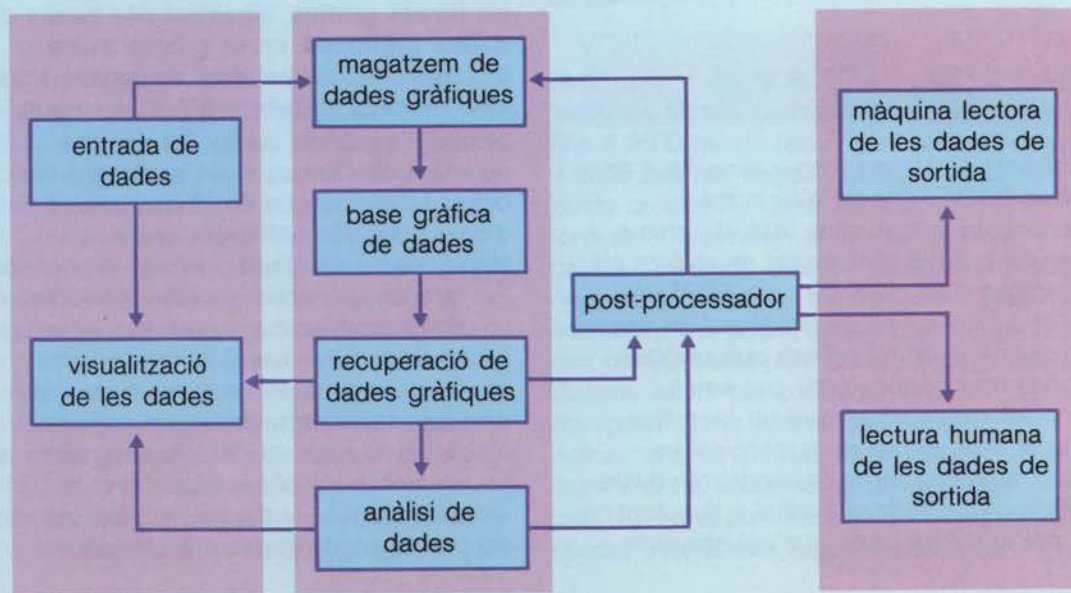 entrada de
dades
visualització
de les dades
magatzem de
dades gràfiques
base gràfica
de dades
recuperació de
dades gràfiques
anàlisi de
dades
post-processador
màquina lectora
de les dades de
sortida
lectura humana
de les dades de
sortida